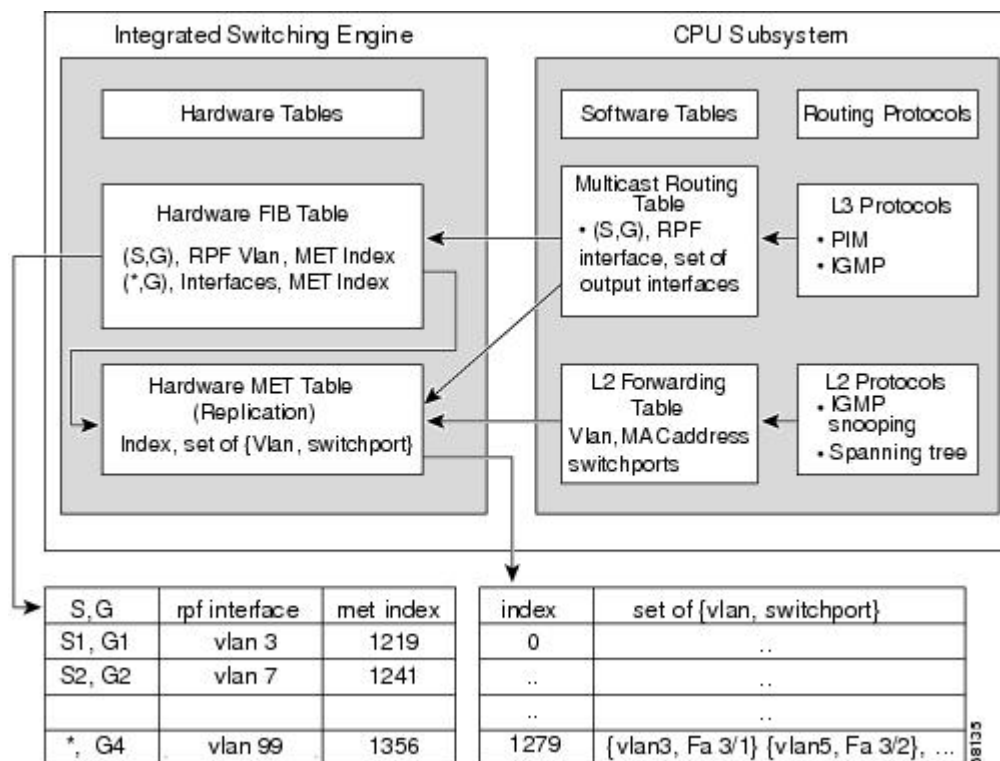 Integrated Switching Engine
CPU Subsystem
Hardware Tables
Software Tables
Routing Protocols
Hardware FIB Table
(S,G), RPF Vlan, MET Index
(*,G), Interfaces, MET Index
Multicast Routing
Table
• (S,G), RPF
interface, set of
output interfaces
L3 Protocols
• PIM
• IGMP
Hardware MET Table
(Replication)
Index, set of {Vlan, switchport}
L2 Forwarding
Table
Vlan, MAC address
switchports
L2 Protocols
• IGMP
snooping
• Spanning tree
S,G rpf interface met index
S1, G1 vlan 3 1219
S2, G2 vlan 7 1241
*, G4 vlan 99 1356
index set of {vlan, switchport}
0 ..
.. ..
.. ..
1279 {vlan3, Fa 3/1} {vlan5, Fa 3/2}, ...